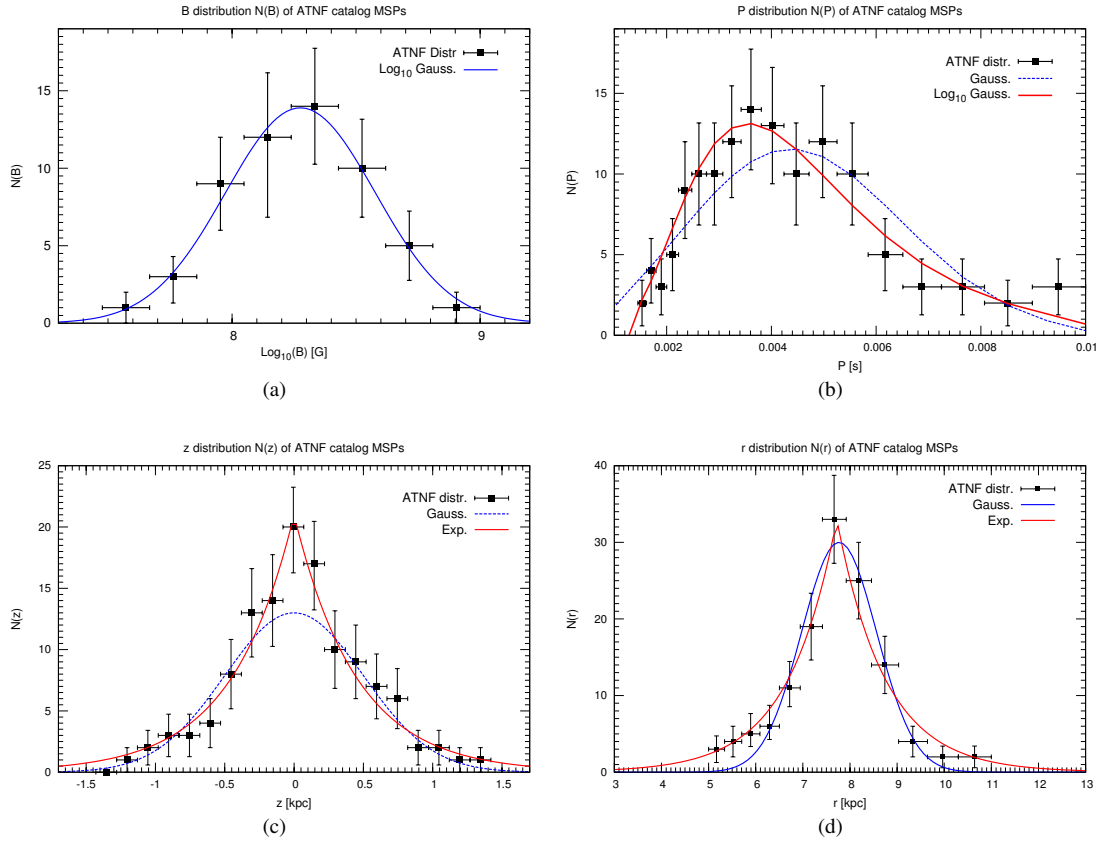 B distribution N(B) of ATNF catalog MSPs
N(B)
15
10
5
0
8
9
Log10(B) [G]
ATNF Distr
Log10 Gauss.
(a)
P distribution N(P) of ATNF catalog MSPs
N(P)
15
10
5
0
0.002
0.004
0.006
0.008
0.01
P [s]
ATNF distr.
Gauss.
Log10 Gauss.
(b)
z distribution N(z) of ATNF catalog MSPs
N(z)
25
20
15
10
5
0
-1.5
-1
-0.5
0
0.5
1
1.5
z [kpc]
ATNF distr.
Gauss.
Exp.
(c)
r distribution N(r) of ATNF catalog MSPs
N(r)
40
30
20
10
0
3
4
5
6
7
8
9
10
11
12
13
r [kpc]
ATNF distr.
Gauss.
Exp.
(d)